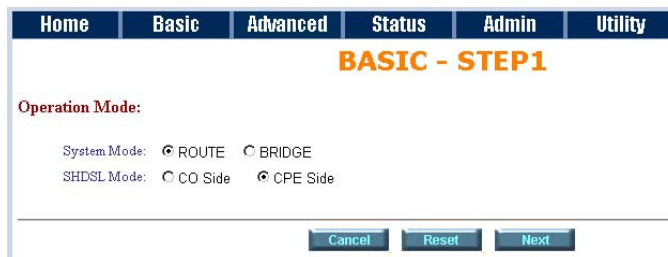 Home Basic Advanced Status Admin Utility
BASIC - STEP1
Operation Mode:
System Mode: ROUTE BRIDGE
SHDSL Mode: CO Side CPE Side
Cancel Reset Next